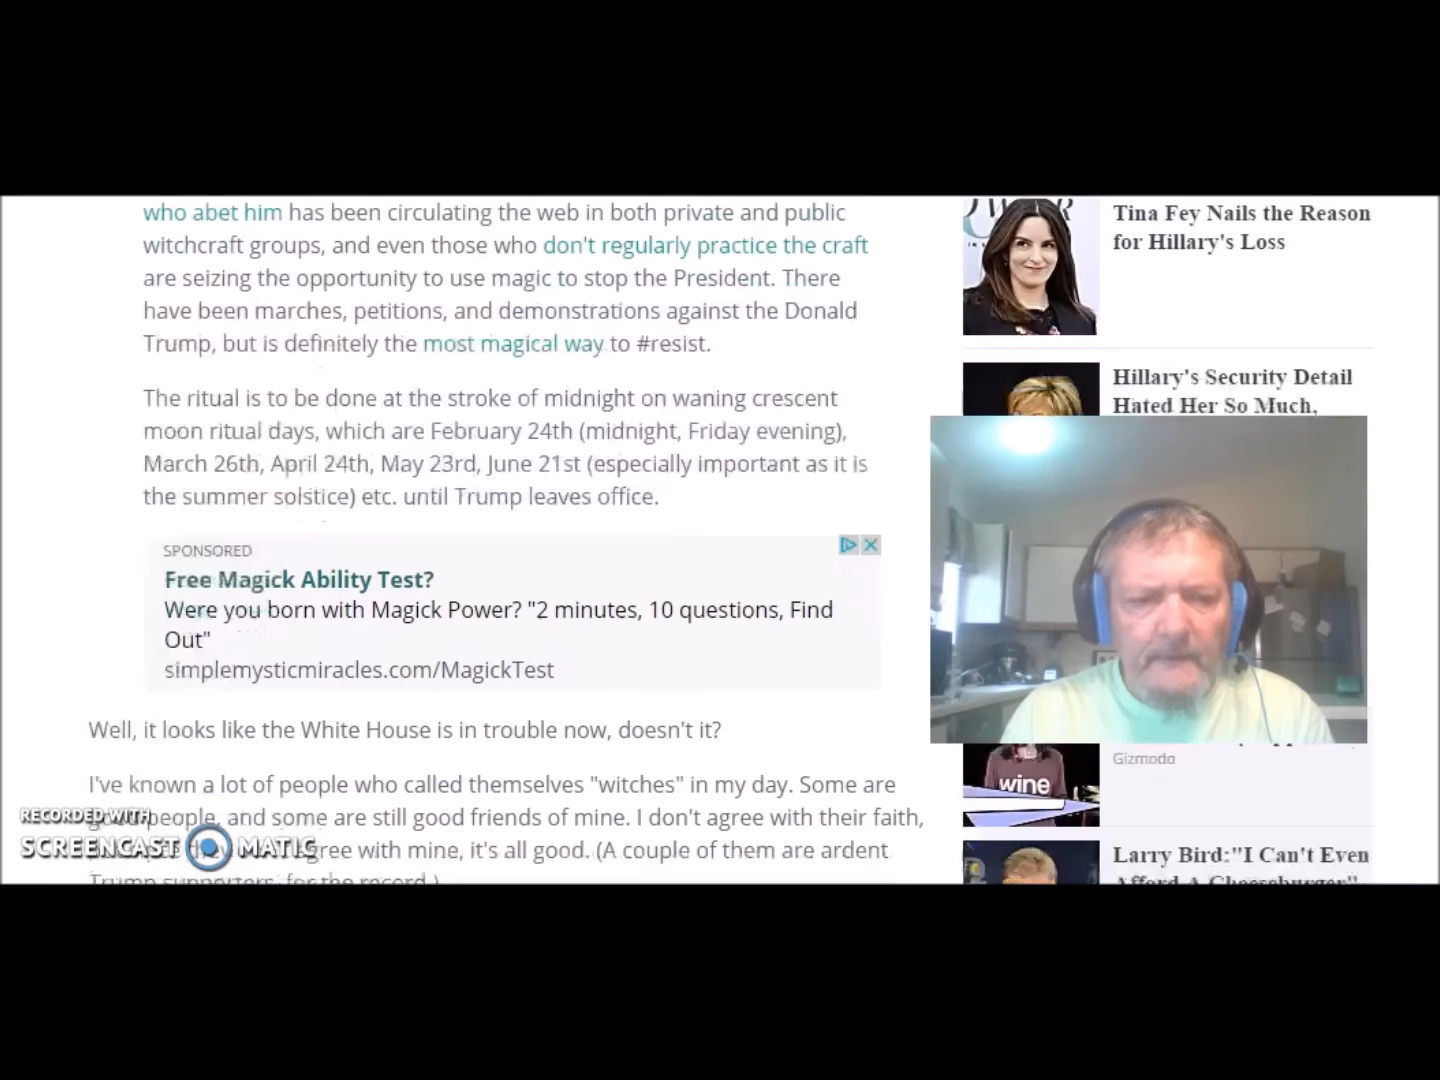 who abet him has been circulating the web in both private and public
witchcraft groups, and even those who don't regularly practice the craft
are seizing the opportunity to use magic to stop the President. There
have been marches, petitions, and demonstrations against the Donald
Trump, but is definitely the most magical way to #resist.
The ritual is to be done at the stroke of midnight on waning crescent
moon ritual days, which are February 24th (midnight, Friday evening),
March 26th, April 24th, May 23rd, June 21st (especially important as it is
the summer solstice) etc. until Trump leaves office.
SPONSORED
Free Magick Ability Test?
Were you born with Magick Power? "2 minutes, 10 questions, Find
Out"
simplemysticmiracles.com/MagickTest
Well, it looks like the White House is in trouble now, doesn't it?
I've known a lot of people who called themselves "witches" in my day. Some are
people, and some are still good friends of mine. I don't agree with their faith,
gree with mine, it's all good. (A couple of them are ardent
Trump supporters, for the record.)
RECORDED WITH
SCREENCAST MATIC
Tina Fey Nails the Reason
for Hillary's Loss
Hillary's Security Detail
Hated Her So Much,
wine
Gizmodo
Larry Bird:"I Can't Even
Afford A Cheeseburger"